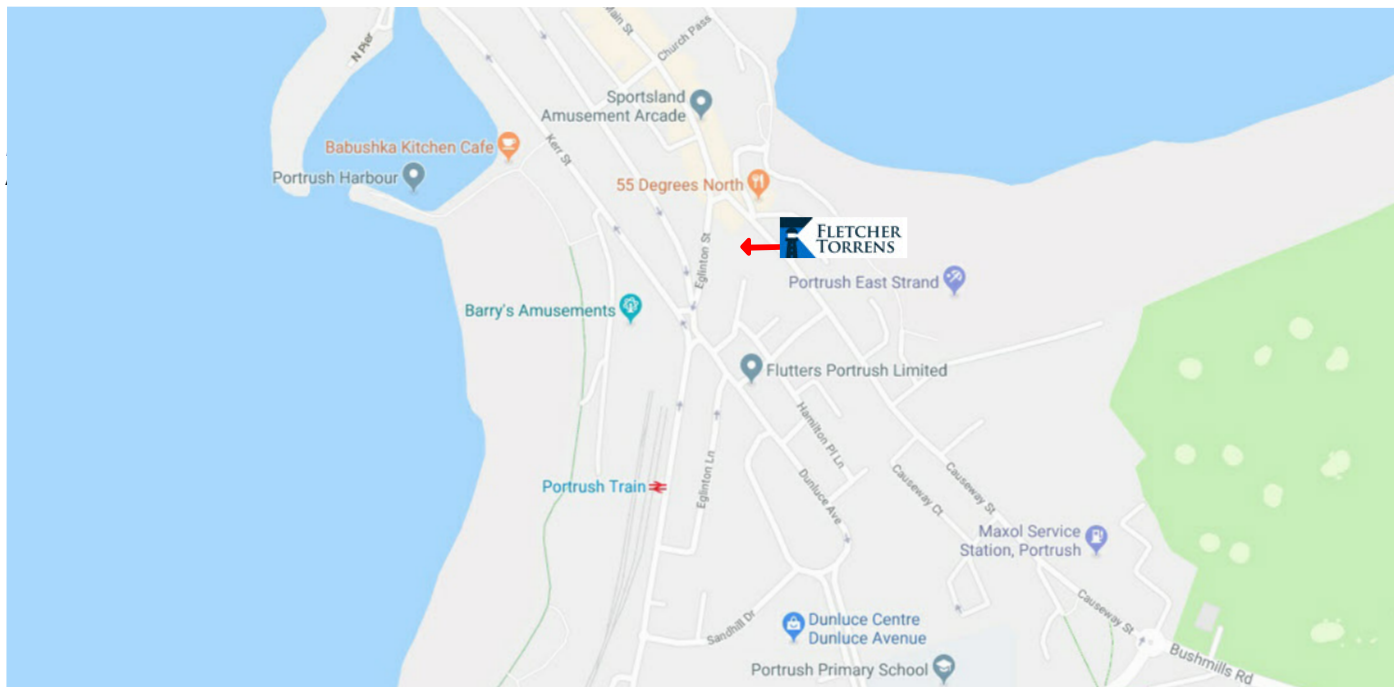 N Pier
Main St
Church Pass
Sportsland
Amusement Arcade
Kerr St
Babushka Kitchen Cafe
Portrush Harbour
55 Degrees North
FLETCHER
TORRENS
Eglinton St
Portrush East Strand
Barry's Amusements
Flutters Portrush Limited
Hamilton Pl Ln
Eglinton Ln
Portrush Train
Dunluce Ave
Causeway Ct
Causeway St
Maxol Service
Station, Portrush
Causeway St
Sandhill Dr
Dunluce Centre
Dunluce Avenue
Bushmills Rd
Portrush Primary School